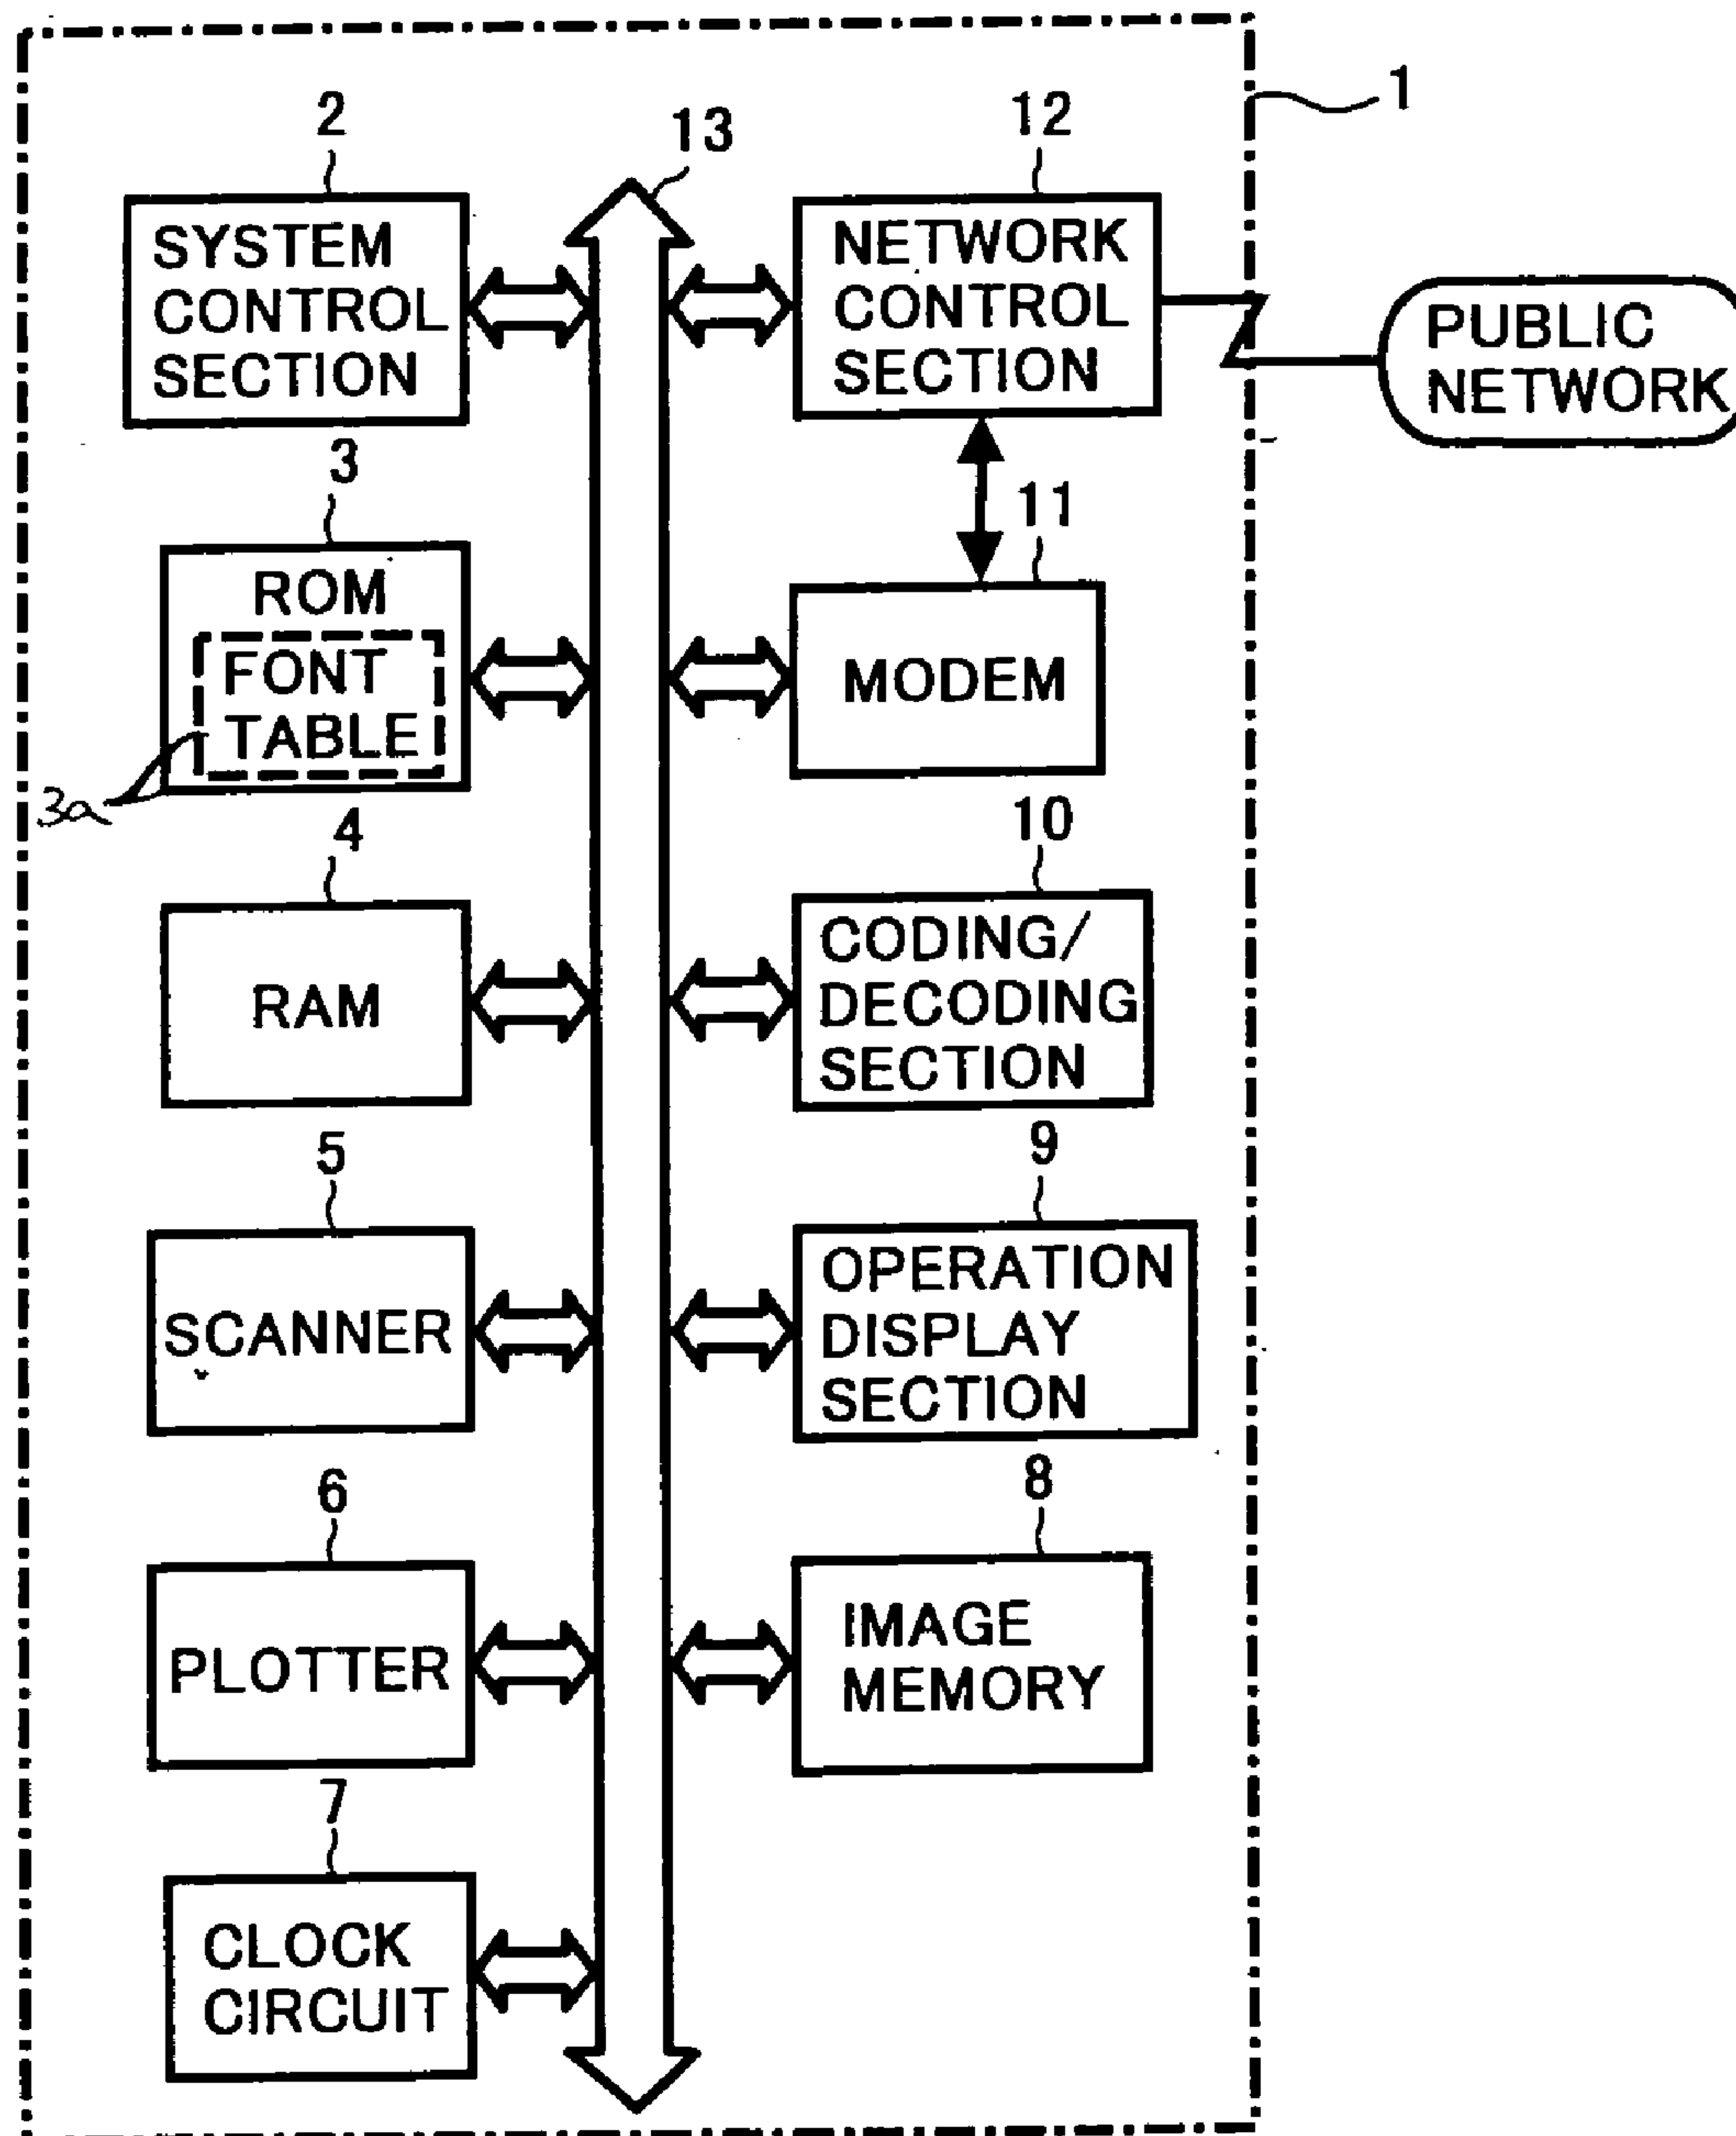 1
2
13
12
SYSTEM
CONTROL
SECTION
NETWORK
CONTROL
SECTION
PUBLIC
NETWORK
3
11
ROM
FONT
TABLE
3a
MODEM
4
10
RAM
CODING/
DECODING
SECTION
5
9
SCANNER
OPERATION
DISPLAY
SECTION
6
8
PLOTTER
IMAGE
MEMORY
7
CLOCK
CIRCUIT